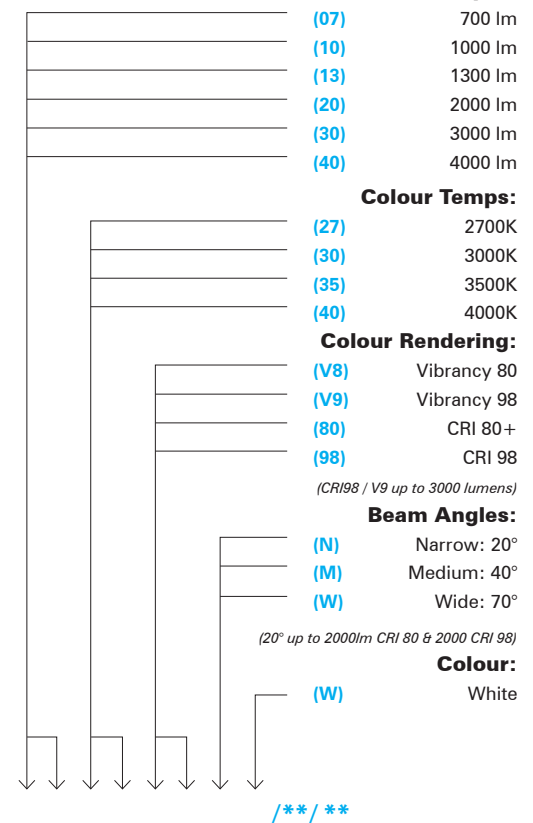 (07) 700 lm
(10) 1000 lm
(13) 1300 lm
(20) 2000 lm
(30) 3000 lm
(40) 4000 lm
Colour Temps:
(27) 2700K
(30) 3000K
(35) 3500K
(40) 4000K
Colour Rendering:
(V8) Vibrancy 80
(V9) Vibrancy 98
(80) CRI 80+
(98) CRI 98
(CRI98 / V9 up to 3000 lumens)
Beam Angles:
(N) Narrow: 20°
(M) Medium: 40°
(W) Wide: 70°
(20° up to 2000lm CRI 80 & 2000 CRI 98)
Colour:
(W) White
/**/ **